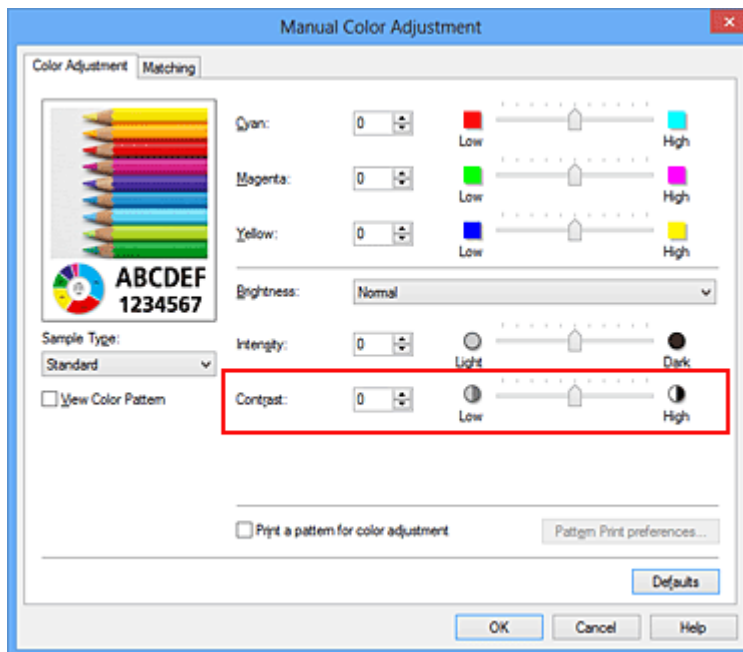 Manual Color Adjustment
Color Adjustment Matching
Cyan: 0 Low High
Magenta: 0 Low High
Yellow: 0 Low High
ABCDEF
1234567
Brightness: Normal
Sample Type:
Standard
Intensity: 0 Light Dark
View Color Pattern
Contrast: 0 Low High
Print a pattern for color adjustment Pattern Print preferences...
Defaults
OK Cancel Help